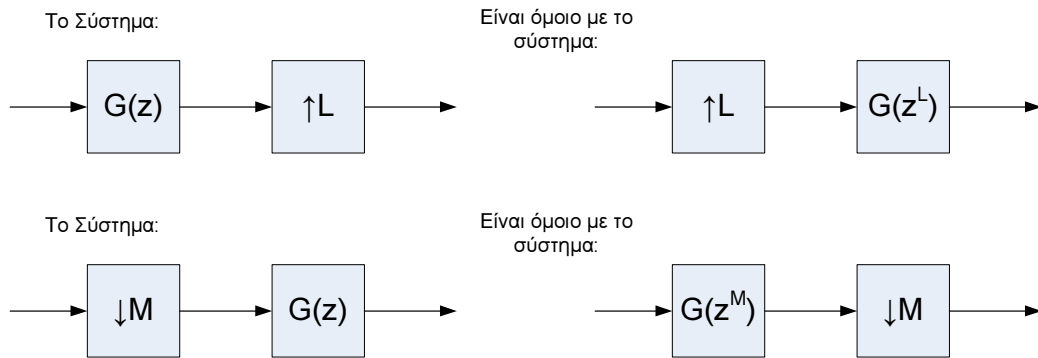 Το Σύστημα:
Είναι όμοιο με το
σύστημα:
G(z)
↑L
↑L
G(z^L)
Το Σύστημα:
Είναι όμοιο με το
σύστημα:
↓M
G(z)
G(z^M)
↓M